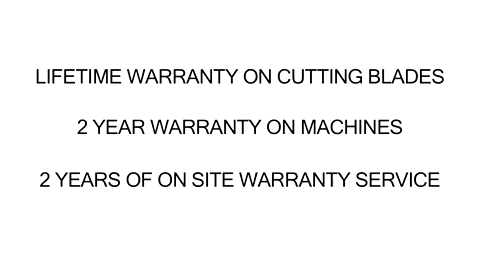 LIFETIME WARRANTY ON CUTTING BLADES
2 YEAR WARRANTY ON MACHINES
2 YEARS OF ON SITE WARRANTY SERVICE